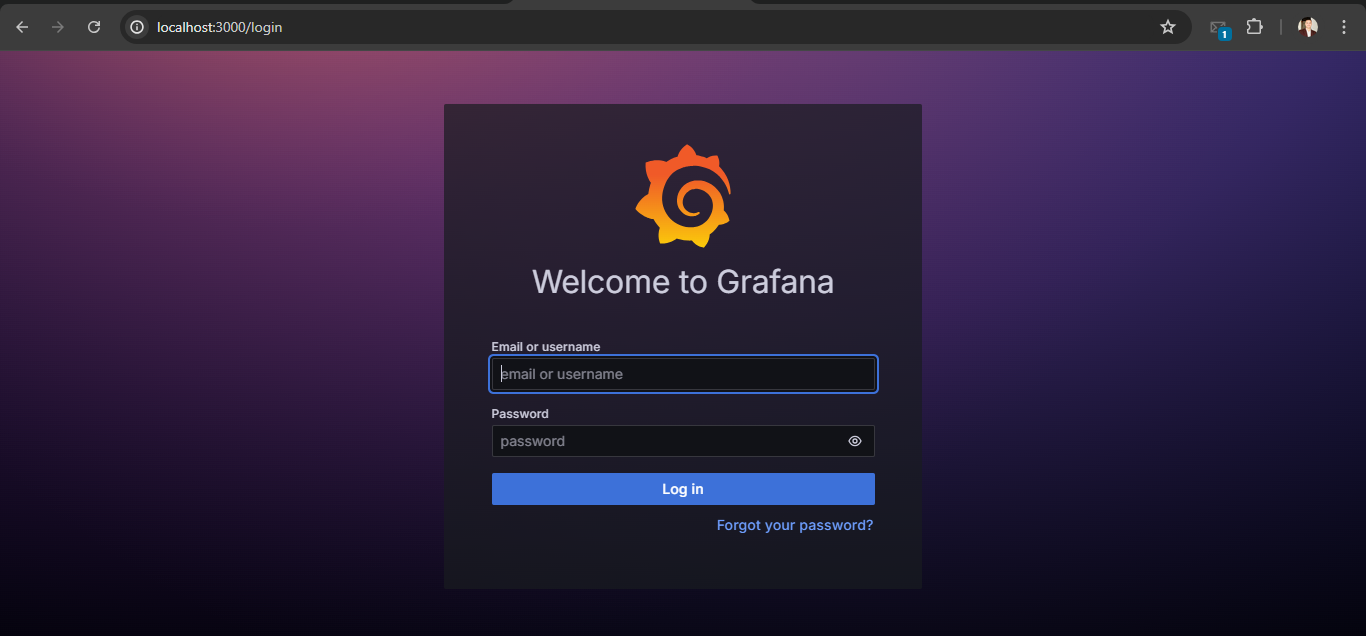 localhost:3000/login
1
Welcome to Grafana
Email or username
email or username
Password
password
Log in
Forgot your password?